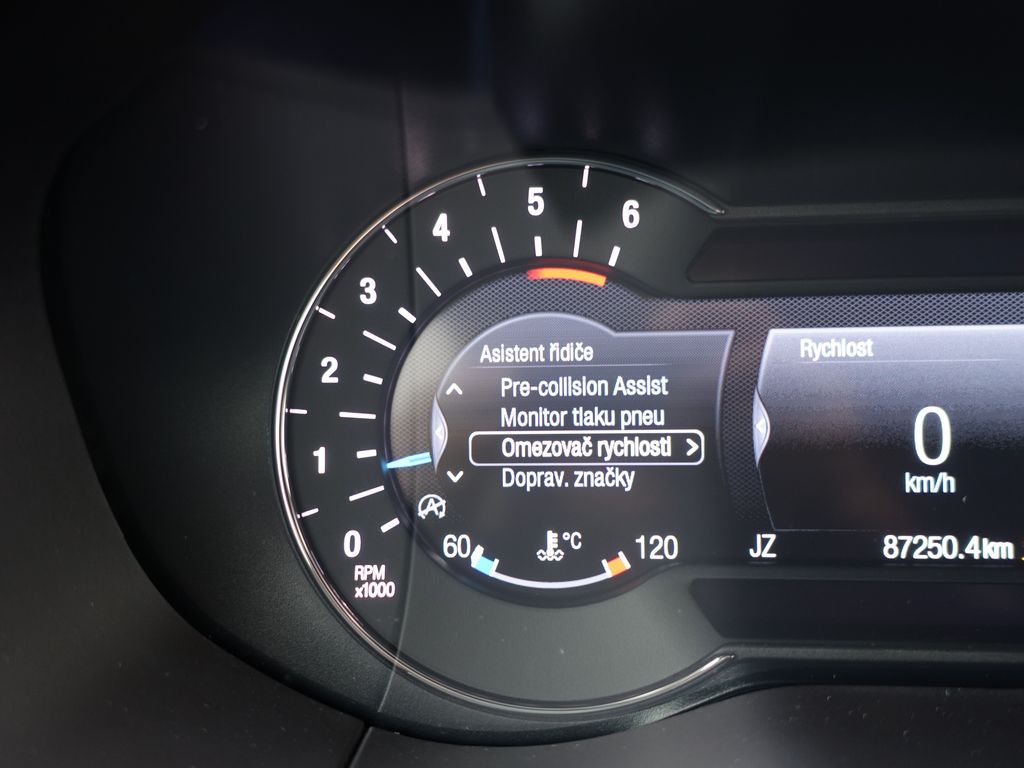 6
5
4
3
2
1
0
RPM
x1000
Asistent řidiče
Pre-collision Assist
Monitor tlaku pneu
Omezovač rychlosti >
Doprav. značky
A
60 °C 120
Rychlost
0
km/h
JZ 87250.4km